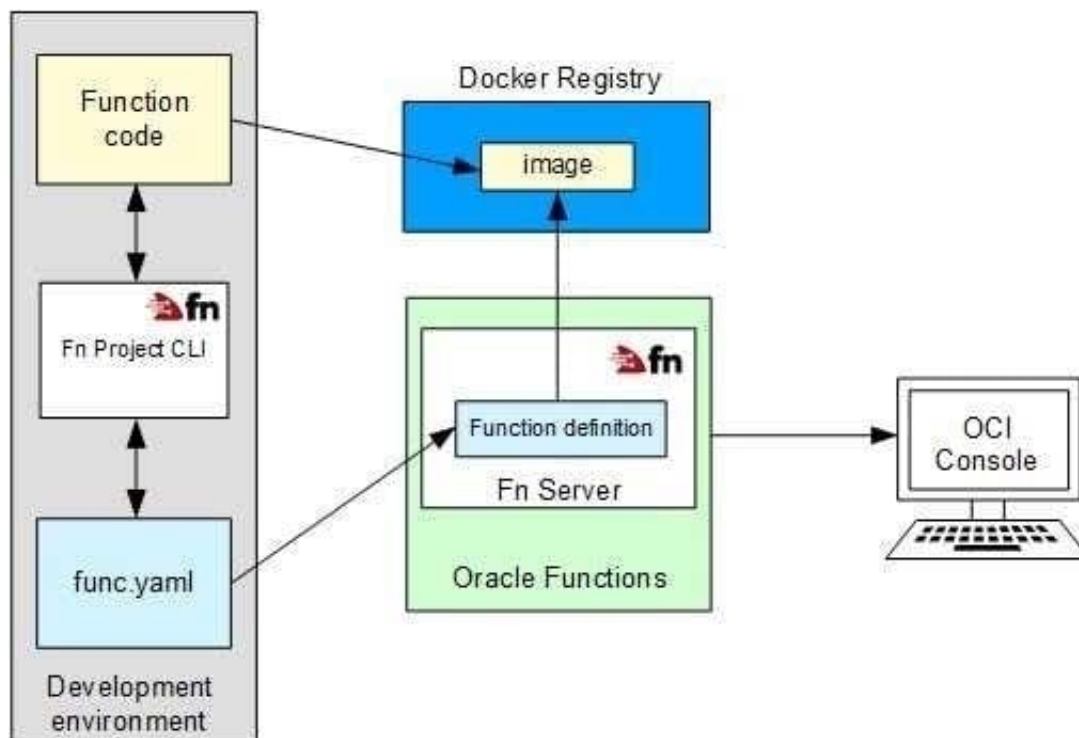 Function
code
fn
Fn Project CLI
func.yaml
Development
environment
Docker Registry
image
fn
Function definition
Fn Server
Oracle Functions
OCI
Console